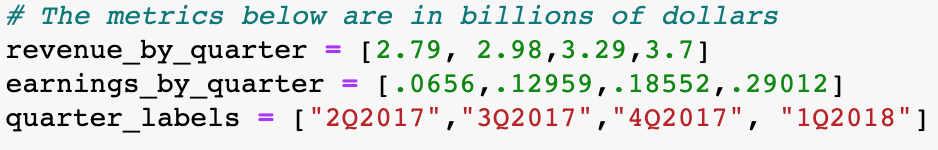 # The metrics below are in billions of dollars
revenue_by_quarter = [2.79, 2.98,3.29,3.7]
earnings_by_quarter = [.0656,.12959,.18552,.29012]
quarter_labels = ["2Q2017","3Q2017","4Q2017", "1Q2018"]